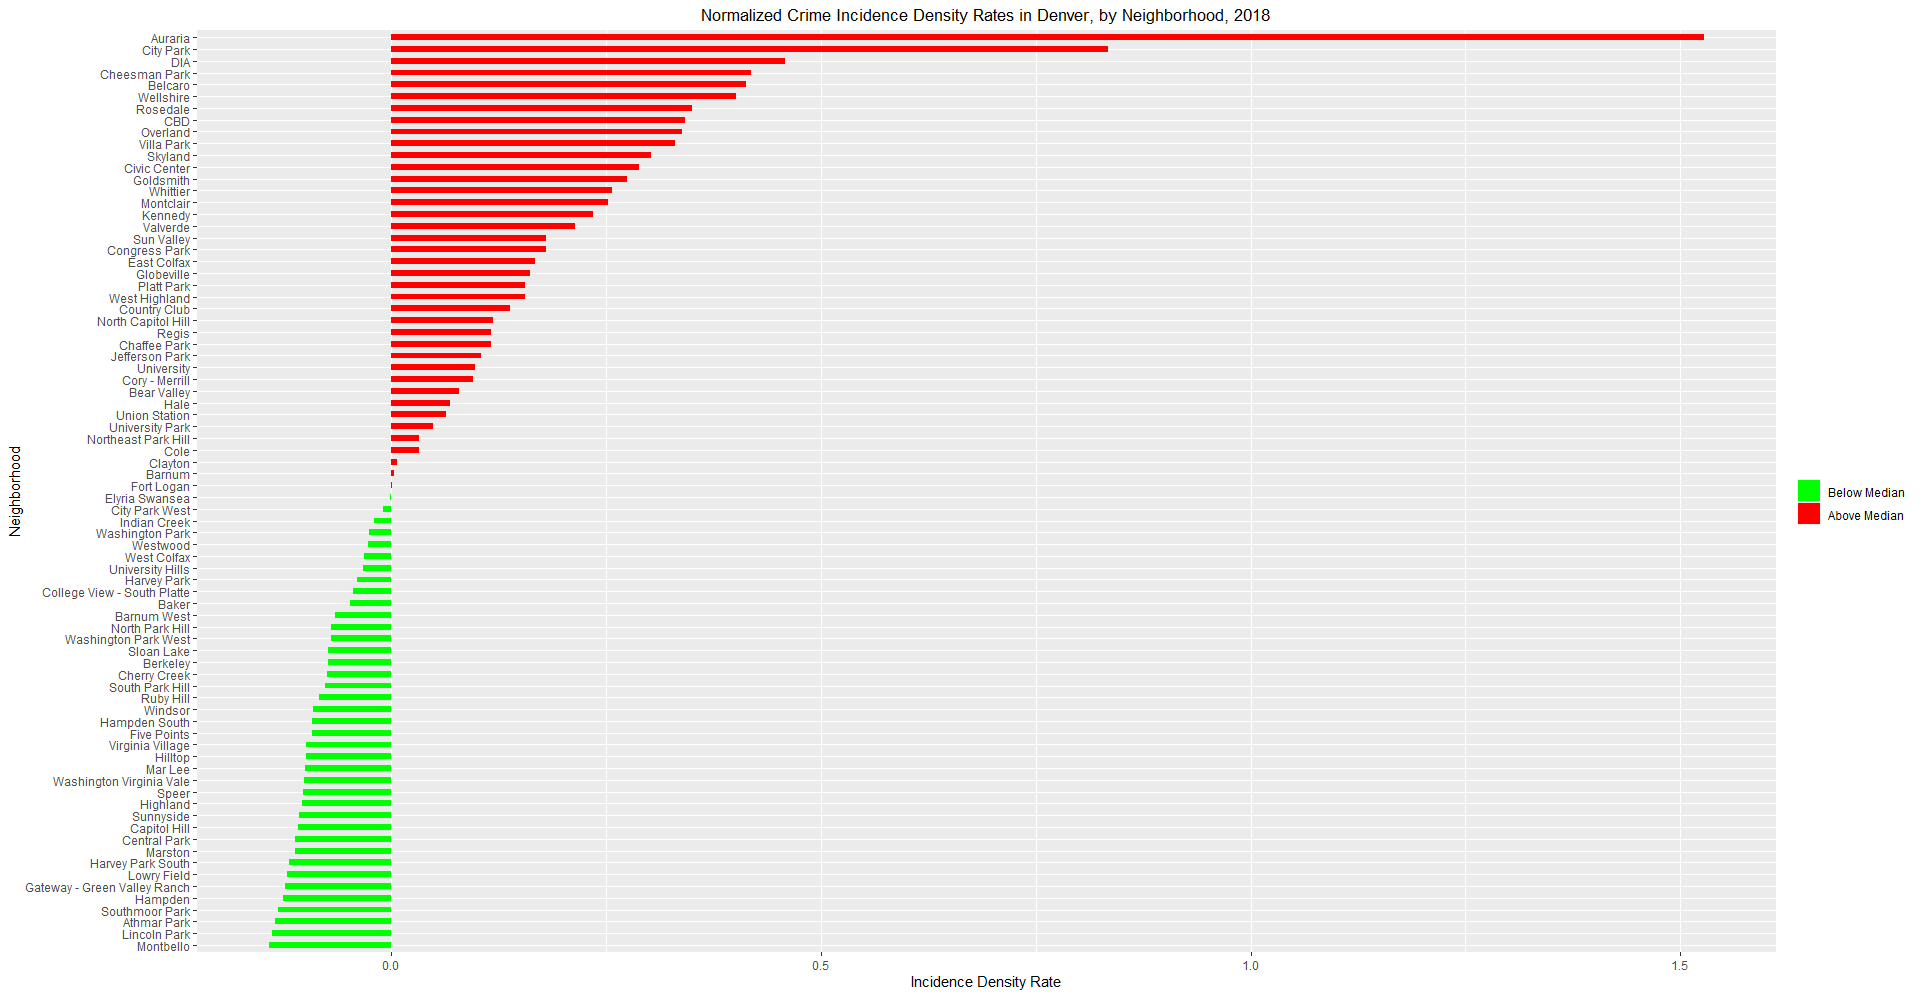 Normalized Crime Incidence Density Rates in Denver, by Neighborhood, 2018
Neighborhood
Auraria
City Park
DIA
Cheesman Park
Belcaro
Wellshire
Rosedale
CBD
Overland
Villa Park
Skyland
Civic Center
Goldsmith
Whittier
Montclair
Kennedy
Valverde
Sun Valley
Congress Park
East Colfax
Globeville
Platt Park
West Highland
Country Club
North Capitol Hill
Regis
Chaffee Park
Jefferson Park
University
Cory - Merrill
Bear Valley
Hale
Union Station
University Park
Northeast Park Hill
Cole
Clayton
Barnum
Fort Logan
Elyria Swansea
City Park West
Indian Creek
Washington Park
Westwood
West Colfax
University Hills
Harvey Park
College View - South Platte
Baker
Barnum West
North Park Hill
Washington Park West
Sloan Lake
Berkeley
Cherry Creek
South Park Hill
Ruby Hill
Windsor
Hampden South
Five Points
Virginia Village
Hilltop
Mar Lee
Washington Virginia Vale
Speer
Highland
Sunnyside
Capitol Hill
Central Park
Marston
Harvey Park South
Lowry Field
Gateway - Green Valley Ranch
Hampden
Southmoor Park
Athmar Park
Lincoln Park
Montbello
0.0 0.5 1.0 1.5
Incidence Density Rate
Below Median
Above Median